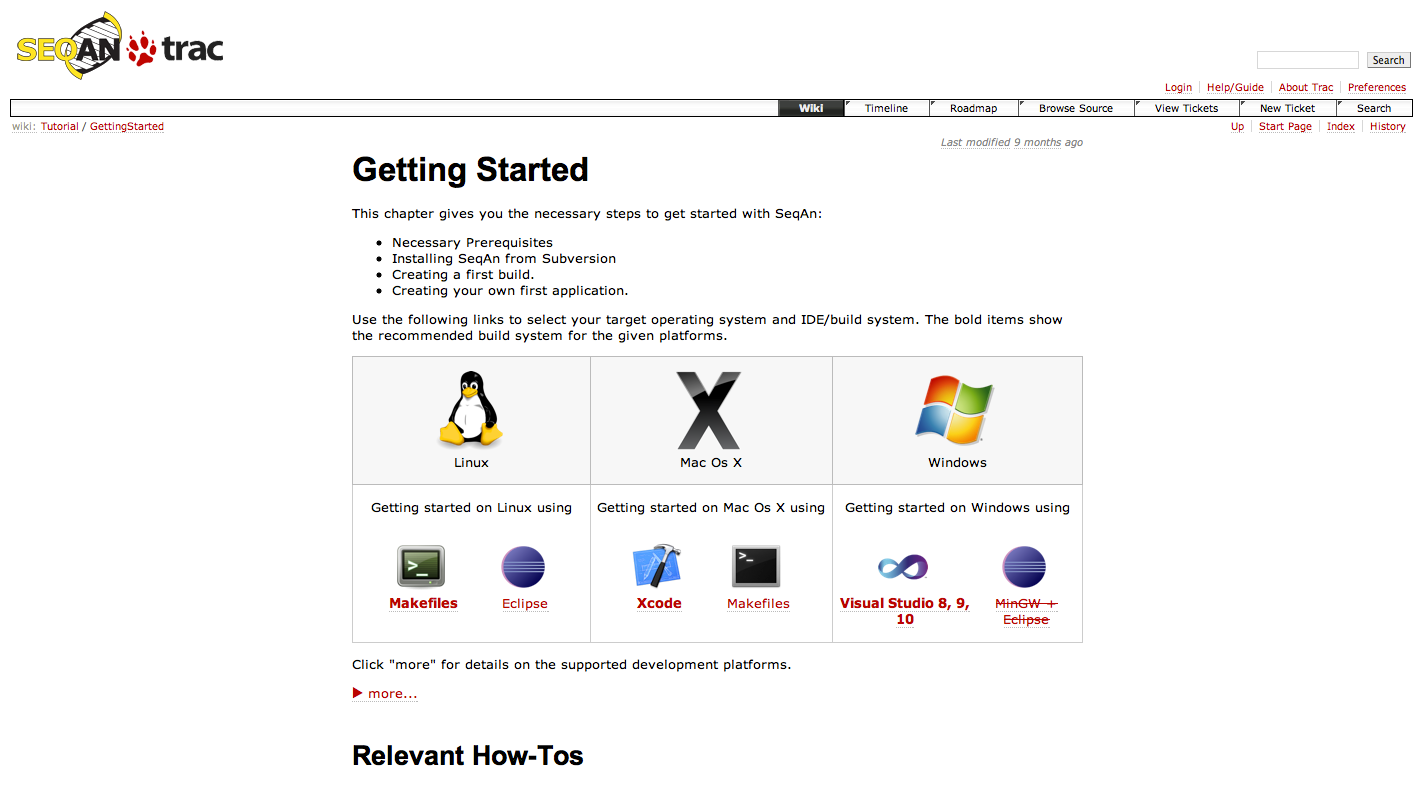 SEQAN trac
Search
Login Help/Guide About Trac Preferences
Wiki Timeline Roadmap Browse Source View Tickets New Ticket Search
wiki: Tutorial / GettingStarted
Up Start Page Index History
Last modified 9 months ago
Getting Started
This chapter gives you the necessary steps to get started with SeqAn:
• Necessary Prerequisites
• Installing SeqAn from Subversion
• Creating a first build.
• Creating your own first application.
Use the following links to select your target operating system and IDE/build system. The bold items show
the recommended build system for the given platforms.
Linux Mac Os X Windows
Getting started on Linux using Getting started on Mac Os X using Getting started on Windows using
>_ >_
Makefiles Eclipse Xcode Makefiles Visual Studio 8, 9, MinGW +
10 Eclipse
Click "more" for details on the supported development platforms.
▶ more...
Relevant How-Tos